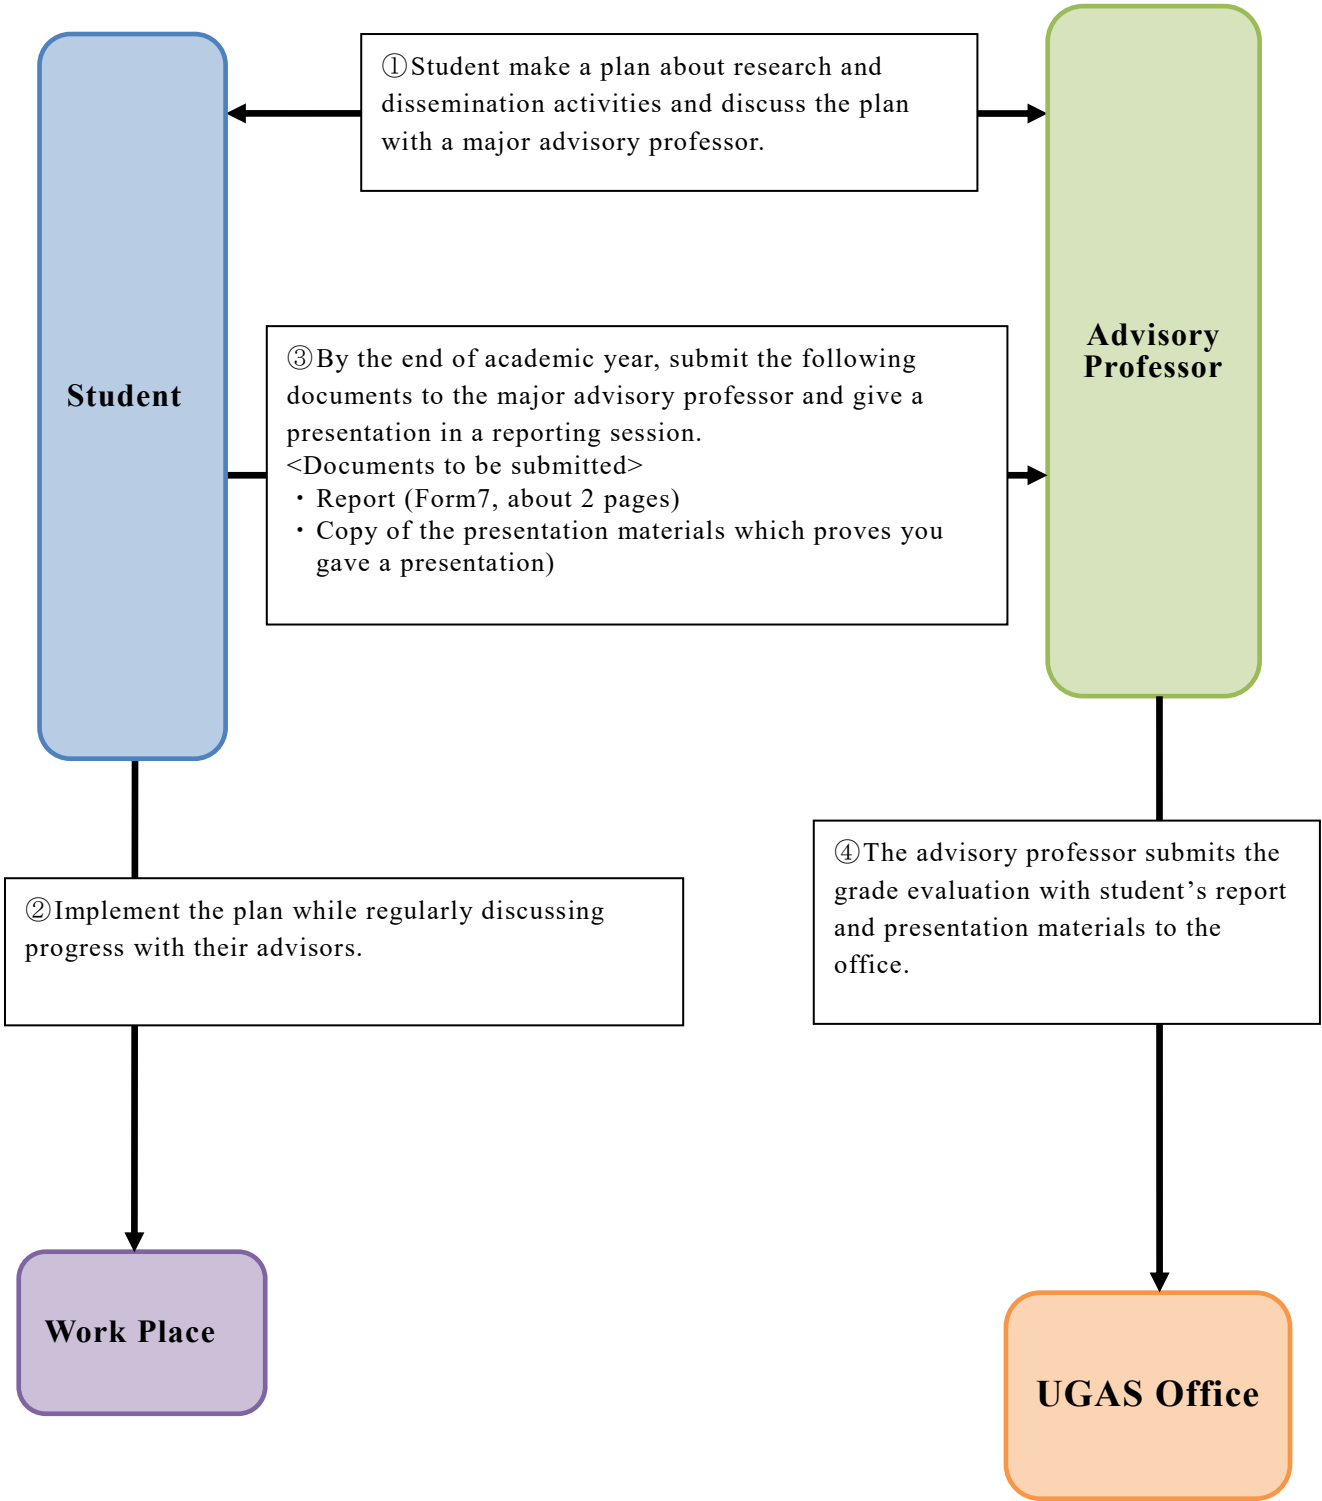 ①Student make a plan about research and
dissemination activities and discuss the plan
with a major advisory professor.
Student
③By the end of academic year, submit the following
documents to the major advisory professor and give a
presentation in a reporting session.
<Documents to be submitted>
・Report (Form7, about 2 pages)
・Copy of the presentation materials which proves you
gave a presentation)
Advisory
Professor
②Implement the plan while regularly discussing
progress with their advisors.
④The advisory professor submits the
grade evaluation with student’s report
and presentation materials to the
office.
Work Place
UGAS Office